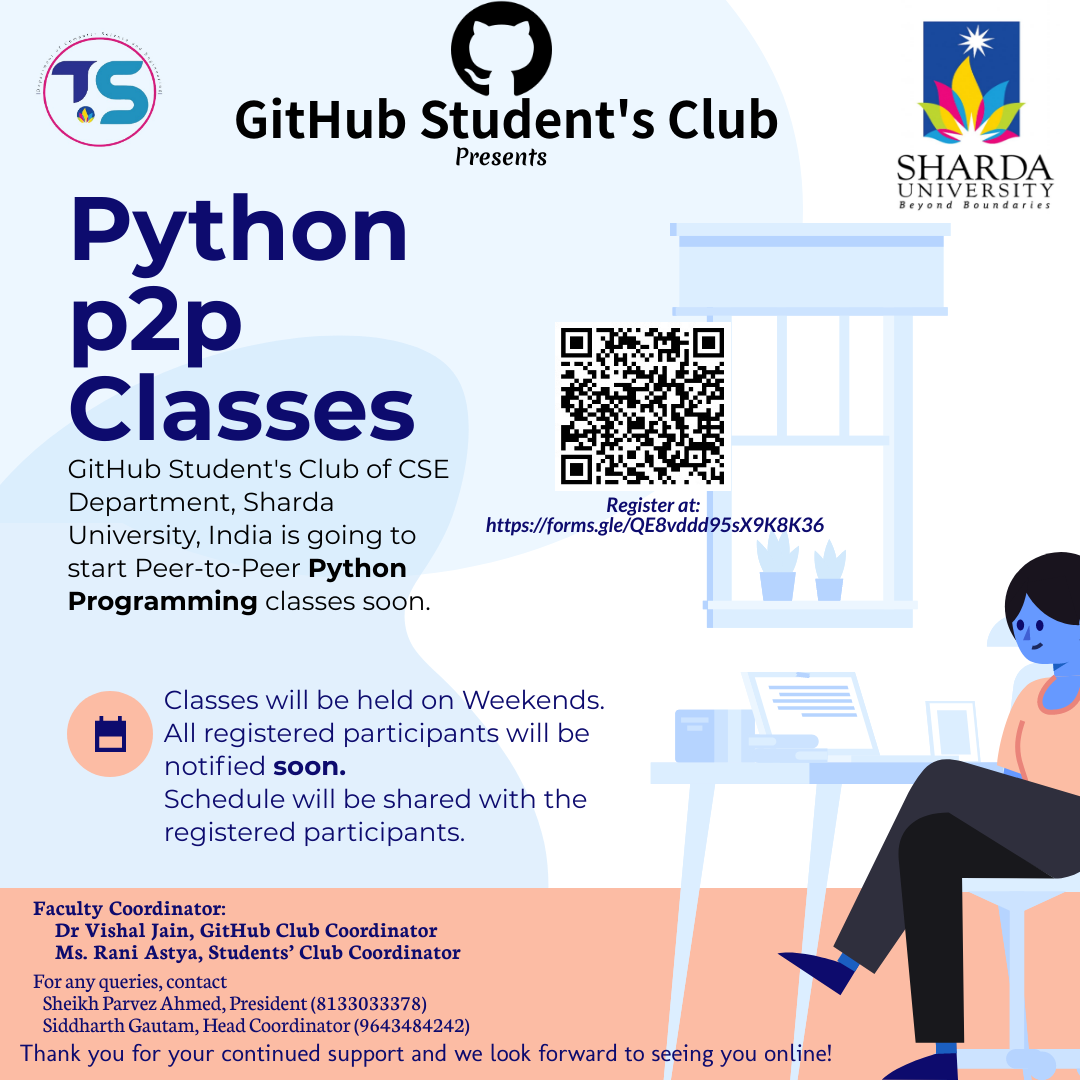 TS
GitHub Student's Club
Presents
SHARDA
UNIVERSITY
Beyond Boundaries
Python
p2p
Classes
GitHub Student's Club of CSE
Department, Sharda
University, India is going to
start Peer-to-Peer Python
Programming classes soon.
Register at:
https://forms.gle/QE8vddd95sX9K8K36
Classes will be held on Weekends.
All registered participants will be
notified soon.
Schedule will be shared with the
registered participants.
Faculty Coordinator:
Dr Vishal Jain, GitHub Club Coordinator
Ms. Rani Astya, Students’ Club Coordinator
For any queries, contact
Sheikh Parvez Ahmed, President (8133033378)
Siddharth Gautam, Head Coordinator (9643484242)
Thank you for your continued support and we look forward to seeing you online!